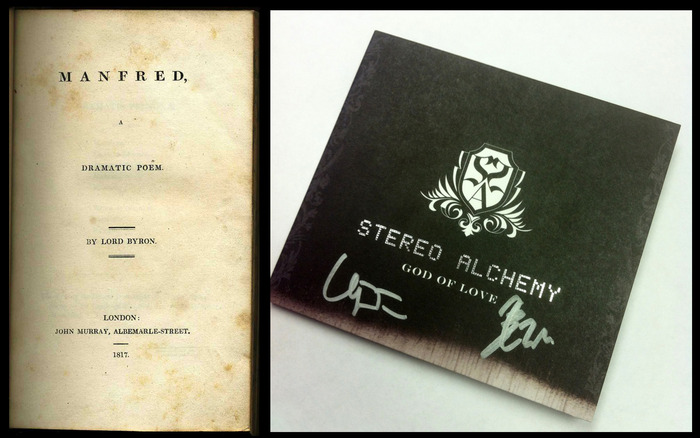 MANFRED,
A
DRAMATIC POEM.
BY LORD BYRON.
LONDON:
JOHN MURRAY, ALBEMARLE-STREET.
1817.
STEREO ALCHEMY
GOD OF LOVE